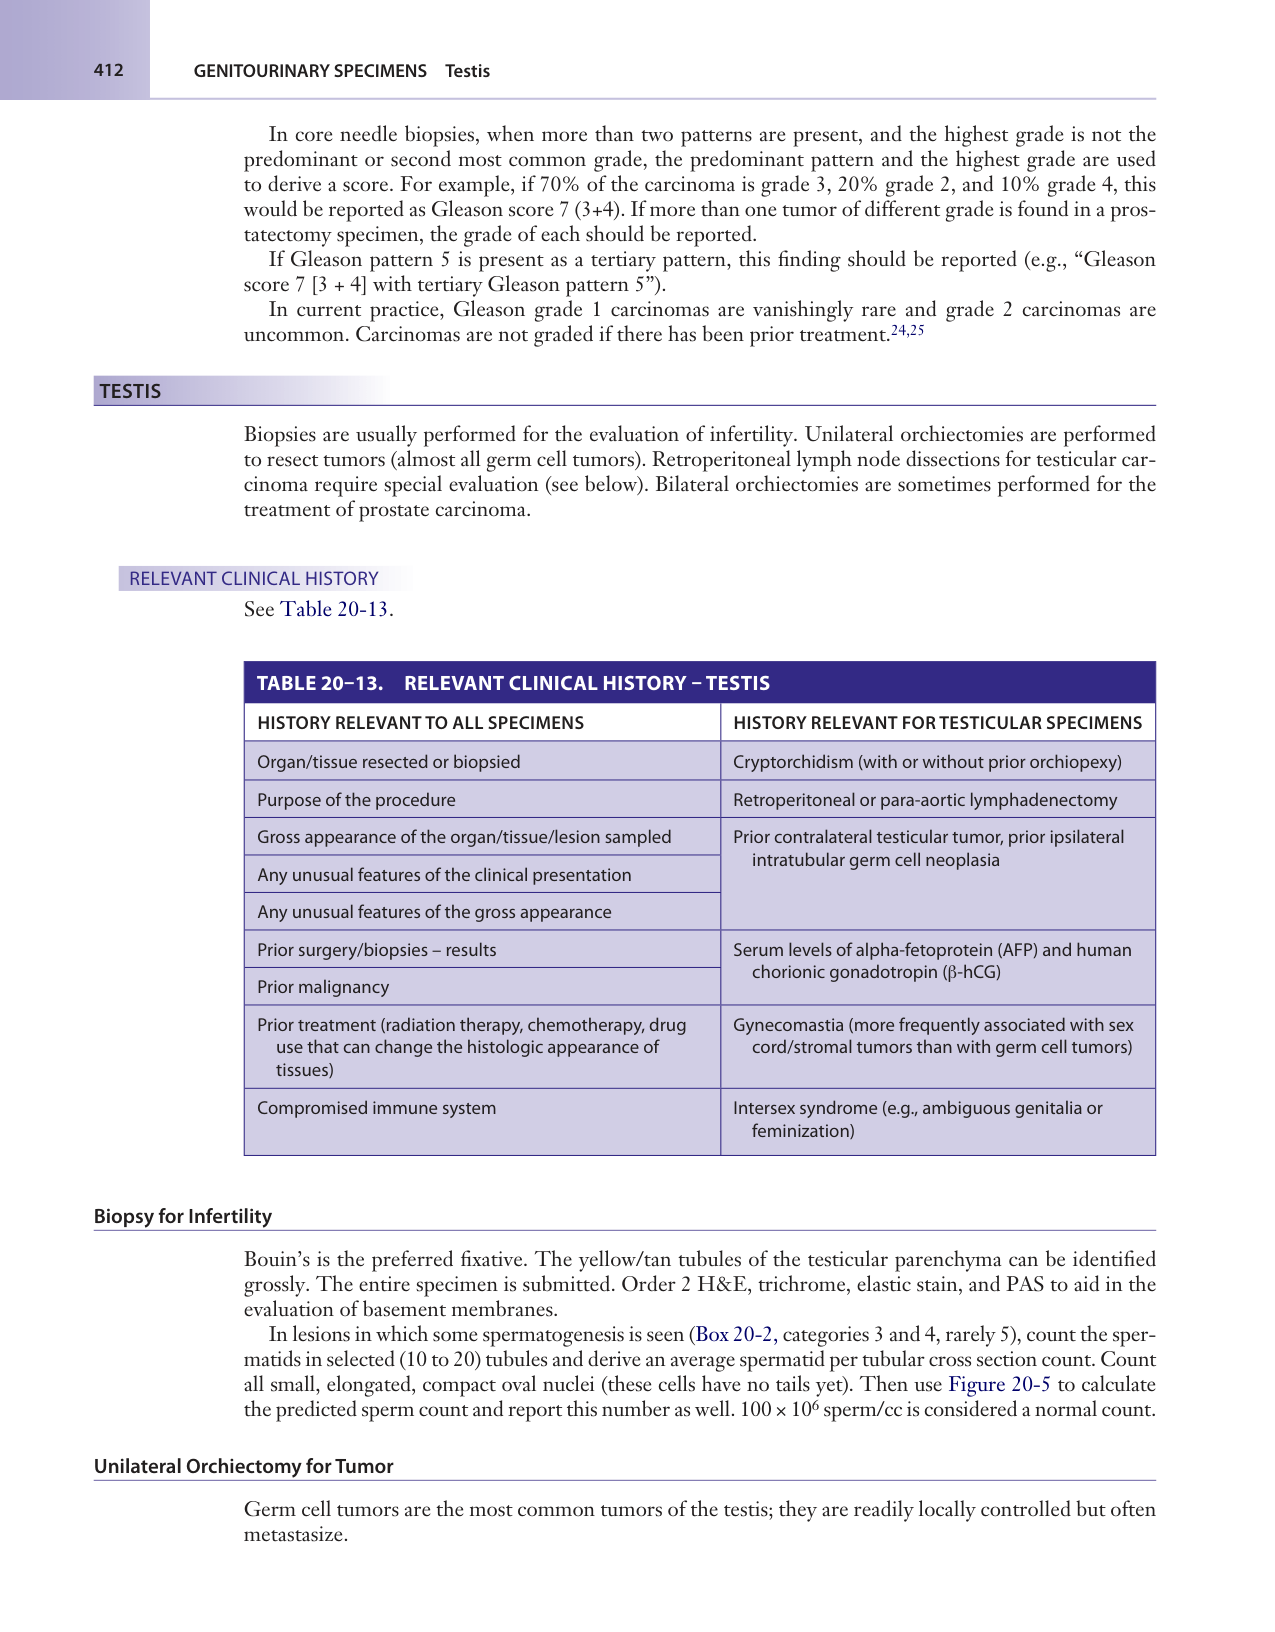 412
GENITOURINARY SPECIMENS Testis
In core needle biopsies, when more than two patterns are present, and the highest grade is not the
predominant or second most common grade, the predominant pattern and the highest grade are used
to derive a score. For example, if 70% of the carcinoma is grade 3, 20% grade 2, and 10% grade 4, this
would be reported as Gleason score 7 (3+4). If more than one tumor of different grade is found in a pros-
tatectomy specimen, the grade of each should be reported.
If Gleason pattern 5 is present as a tertiary pattern, this finding should be reported (e.g., “Gleason
score 7 [3 + 4] with tertiary Gleason pattern 5”).
In current practice, Gleason grade 1 carcinomas are vanishingly rare and grade 2 carcinomas are
uncommon. Carcinomas are not graded if there has been prior treatment.24,25
TESTIS
Biopsies are usually performed for the evaluation of infertility. Unilateral orchiectomies are performed
to resect tumors (almost all germ cell tumors). Retroperitoneal lymph node dissections for testicular car-
cinoma require special evaluation (see below). Bilateral orchiectomies are sometimes performed for the
treatment of prostate carcinoma.
RELEVANT CLINICAL HISTORY
See Table 20-13.
TABLE 20–13. RELEVANT CLINICAL HISTORY – TESTIS
HISTORY RELEVANT TO ALL SPECIMENS
HISTORY RELEVANT FOR TESTICULAR SPECIMENS
Organ/tissue resected or biopsied
Cryptorchidism (with or without prior orchiopexy)
Purpose of the procedure
Retroperitoneal or para-aortic lymphadenectomy
Gross appearance of the organ/tissue/lesion sampled
Prior contralateral testicular tumor, prior ipsilateral
intratubular germ cell neoplasia
Any unusual features of the clinical presentation
Any unusual features of the gross appearance
Prior surgery/biopsies – results
Serum levels of alpha-fetoprotein (AFP) and human
chorionic gonadotropin (β-hCG)
Prior malignancy
Prior treatment (radiation therapy, chemotherapy, drug
use that can change the histologic appearance of
tissues)
Gynecomastia (more frequently associated with sex
cord/stromal tumors than with germ cell tumors)
Compromised immune system
Intersex syndrome (e.g., ambiguous genitalia or
feminization)
Biopsy for Infertility
Bouin’s is the preferred fixative. The yellow/tan tubules of the testicular parenchyma can be identified
grossly. The entire specimen is submitted. Order 2 H&E, trichrome, elastic stain, and PAS to aid in the
evaluation of basement membranes.
In lesions in which some spermatogenesis is seen (Box 20-2, categories 3 and 4, rarely 5), count the sper-
matids in selected (10 to 20) tubules and derive an average spermatid per tubular cross section count. Count
all small, elongated, compact oval nuclei (these cells have no tails yet). Then use Figure 20-5 to calculate
the predicted sperm count and report this number as well. 100 × 10⁶ sperm/cc is considered a normal count.
Unilateral Orchiectomy for Tumor
Germ cell tumors are the most common tumors of the testis; they are readily locally controlled but often
metastasize.